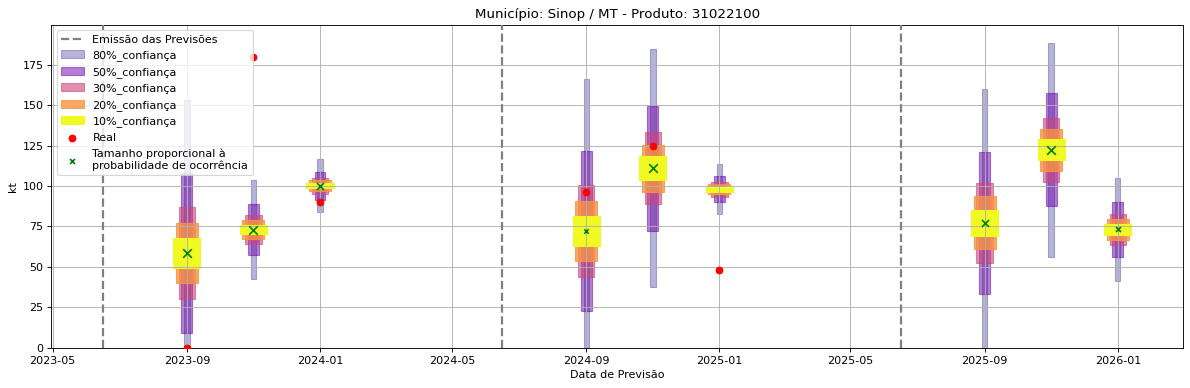 Município: Sinop / MT - Produto: 31022100
Emissão das Previsões
80%_confiança
50%_confiança
30%_confiança
20%_confiança
10%_confiança
Real
Tamanho proporcional à
probabilidade de ocorrência
kt
175
150
125
100
75
50
25
0
2023-05
2023-09
2024-01
2024-05
2024-09
2025-01
2025-05
2025-09
2026-01
Data de Previsão